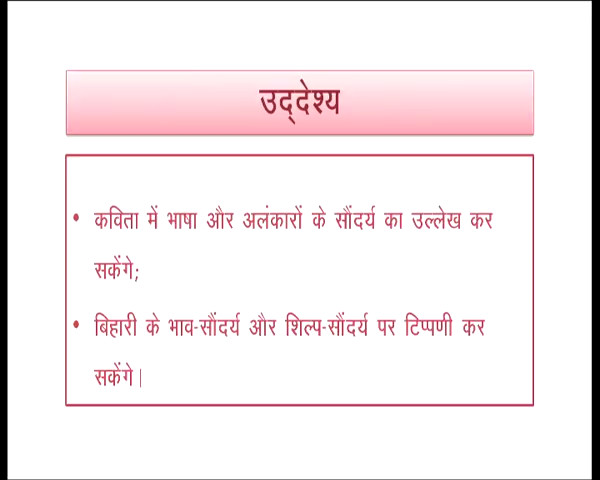 उद्देश्य
• कविता में भाषा और अलंकारों के सौंदर्य का उल्लेख कर
सकेंगे;
• बिहारी के भाव-सौंदर्य और शिल्प-सौंदर्य पर टिप्पणी कर
सकेंगे।